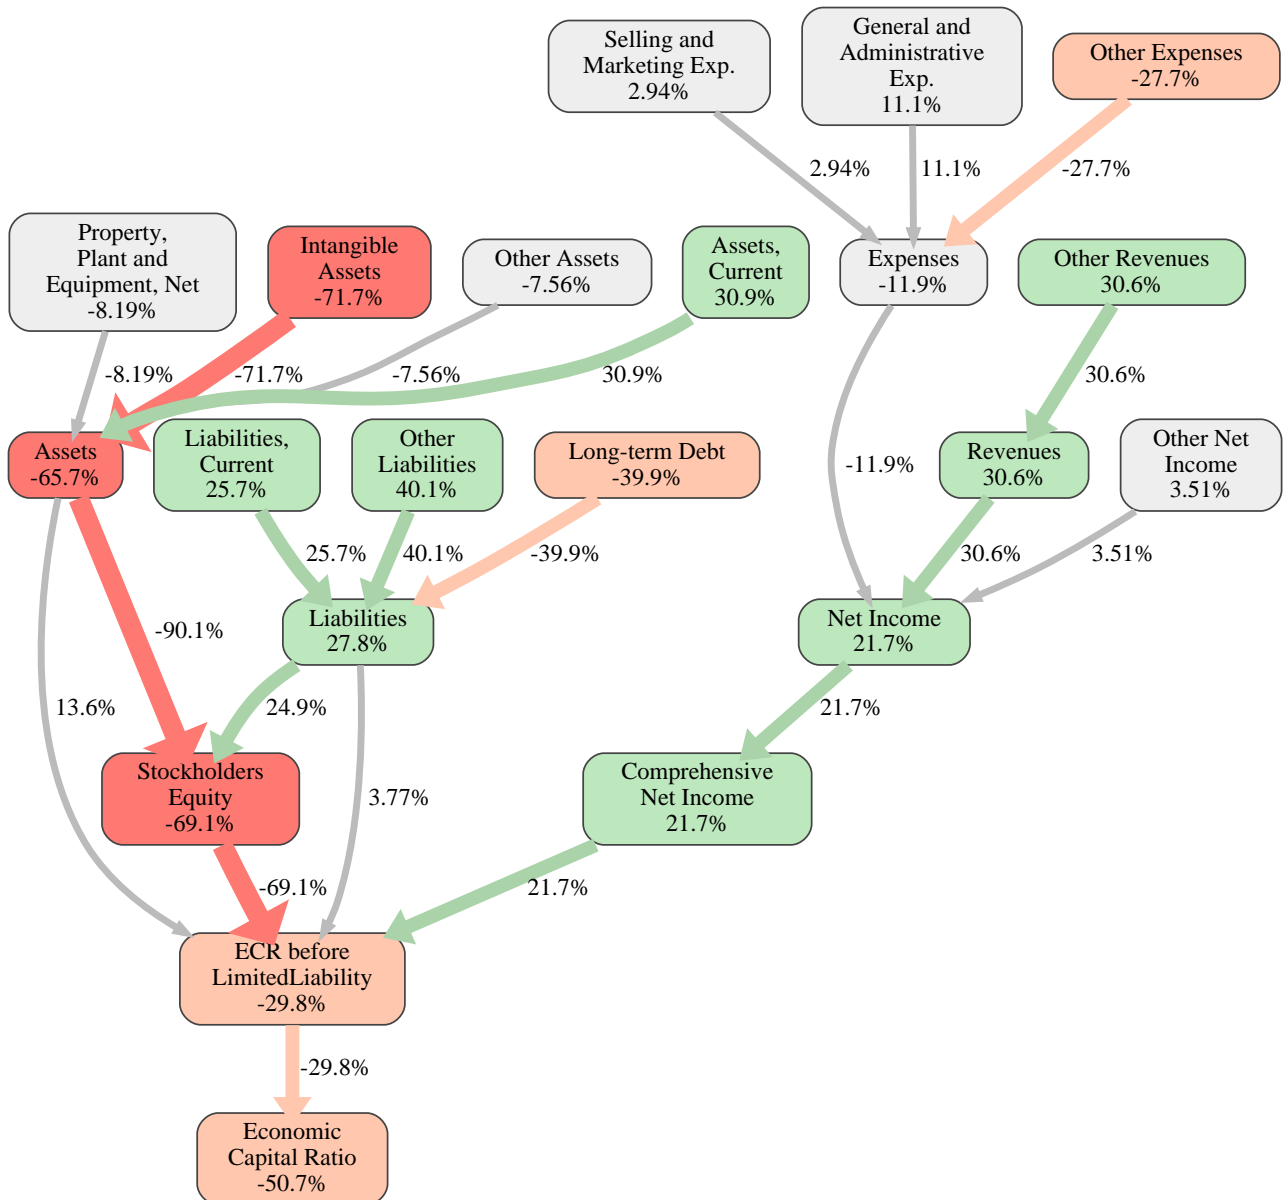 Selling and
Marketing Exp.
2.94%
General and
Administrative
Exp.
11.1%
Other Expenses
-27.7%
2.94%
11.1%
-27.7%
Property,
Plant and
Equipment, Net
-8.19%
Intangible
Assets
-71.7%
Other Assets
-7.56%
Assets,
Current
30.9%
Expenses
-11.9%
Other Revenues
30.6%
-8.19%
-71.7%
-7.56%
30.9%
30.6%
Assets
-65.7%
Liabilities,
Current
25.7%
Other
Liabilities
40.1%
Long-term Debt
-39.9%
-11.9%
Revenues
30.6%
Other Net
Income
3.51%
25.7%
40.1%
-39.9%
30.6%
3.51%
-90.1%
Liabilities
27.8%
Net Income
21.7%
13.6%
24.9%
21.7%
Stockholders
Equity
-69.1%
3.77%
Comprehensive
Net Income
21.7%
-69.1%
21.7%
ECR before
LimitedLiability
-29.8%
-29.8%
Economic
Capital Ratio
-50.7%